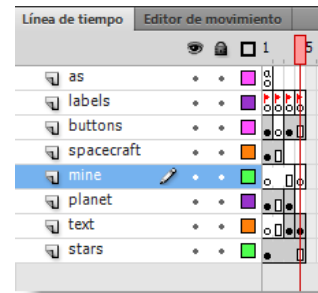 Línea de tiempo Editor de movimiento
1 5
as
labels
buttons
spacecraft
mine
planet
text
stars